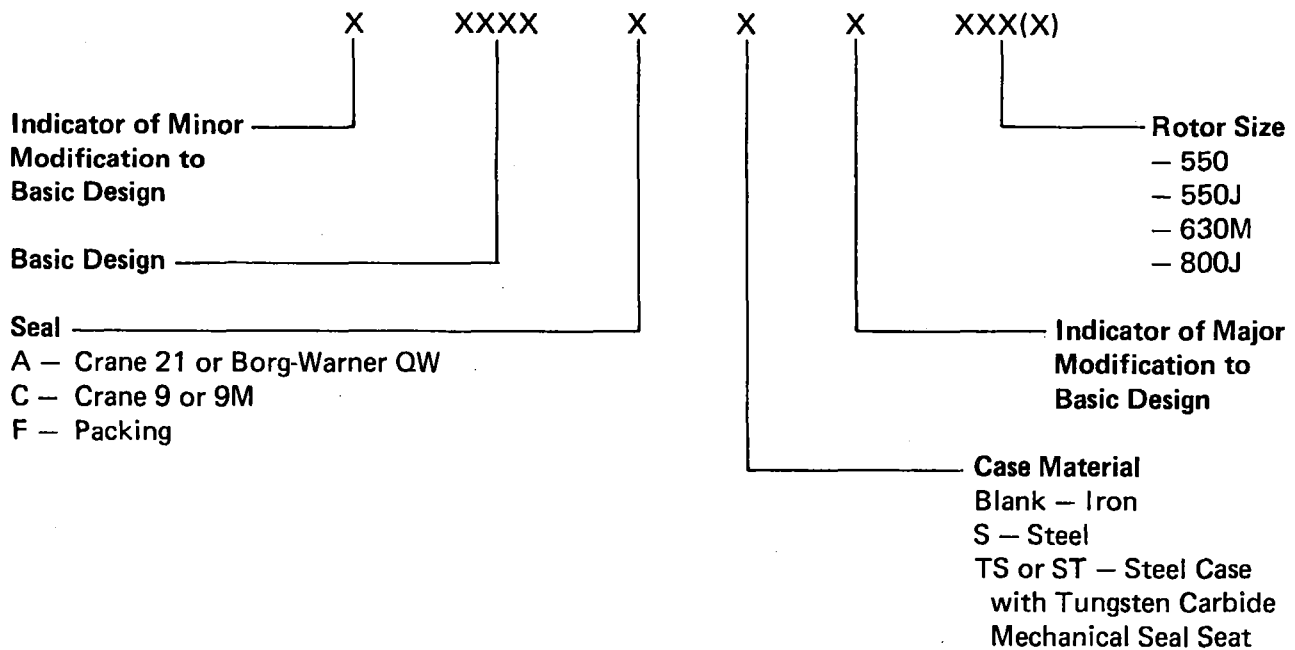 X XXXX X X X XXX(X)
Indicator of Minor
Modification to
Basic Design
Basic Design
Seal
A — Crane 21 or Borg-Warner QW
C — Crane 9 or 9M
F — Packing
Rotor Size
— 550
— 550J
— 630M
— 800J
Indicator of Major
Modification to
Basic Design
Case Material
Blank — Iron
S — Steel
TS or ST — Steel Case
with Tungsten Carbide
Mechanical Seal Seat